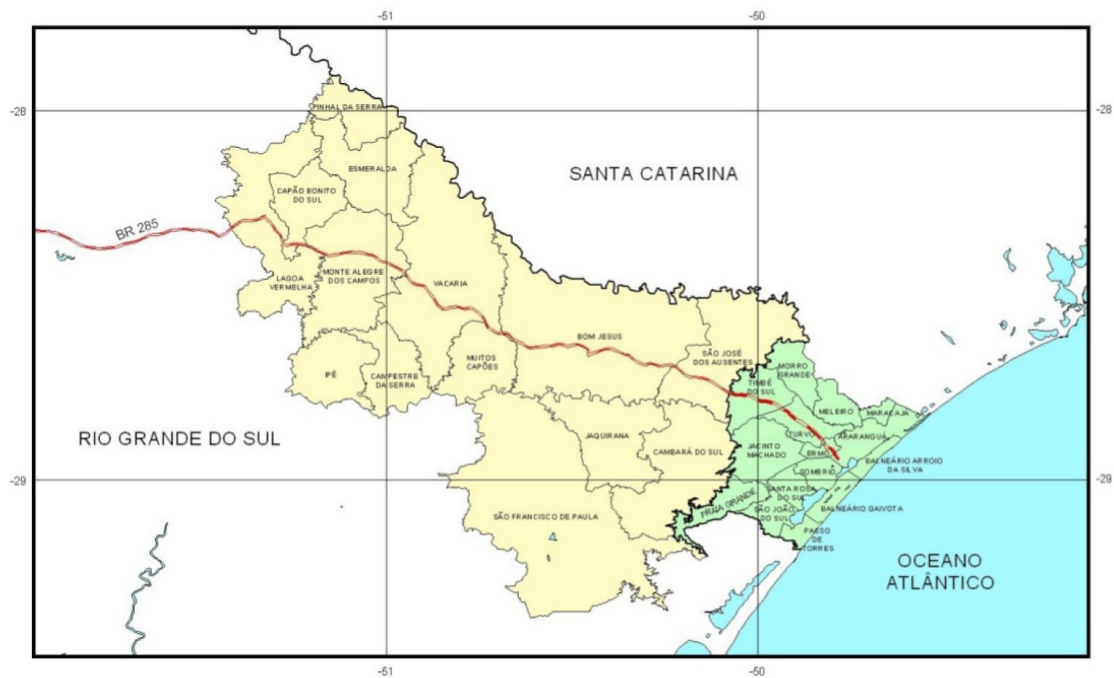 -51
-50
-28
-28
PINHAL DA SERRA
ESMERALDA
SANTA CATARINA
CAPÃO BONITO
DO SUL
BR 285
LAGOA
VERMELHA
MONTE ALEGRE
DOS CAMPOS
VACARIA
BOM JESUS
SÃO JOSÉ
DOS AUSENTES
MUITOS
CAPÕES
IPÊ
CAMPESTRE
DA SERRA
MORRO
GRANDE
TIMBÉ
DO SUL
MELEIRO
MARACAJA
RIO GRANDE DO SUL
JAQUIRANA
CAMBARÁ DO SUL
JACINTO
MACHADO
TURVO
ARARANGUA
ERMO
SOMBRIO
BALNEÁRIO ARROIO
DA SILVA
-29
-29
SANTA ROSA
DO SUL
PRAIA GRANDE
SÃO JOÃO
DO SUL
BALNEÁRIO GAIVOTA
SÃO FRANCISCO DE PAULA
PASSO
DE
TORRES
OCEANO
ATLÂNTICO
-51
-50